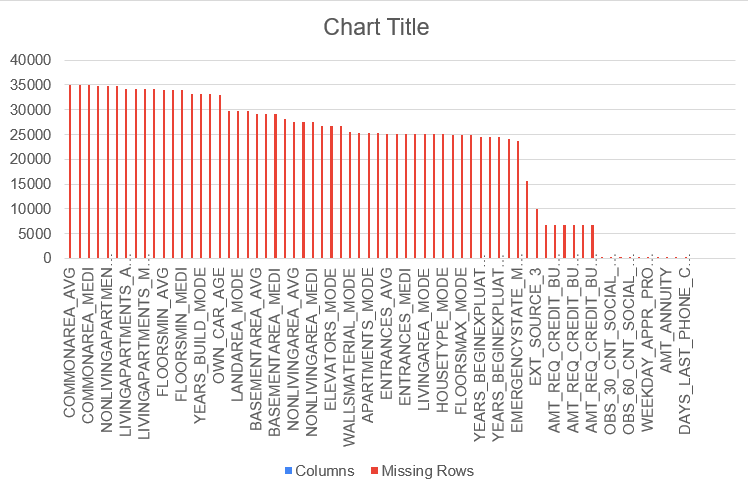 Chart Title
40000
35000
30000
25000
20000
15000
10000
5000
0
COMMONAREA_AVG
COMMONAREA_MEDI
NONLIVINGAPARTMEN...
LIVINGAPARTMENTS_A...
LIVINGAPARTMENTS_M...
FLOORSMIN_AVG
FLOORSMIN_MEDI
YEARS_BUILD_MODE
OWN_CAR_AGE
LANDAREA_MODE
BASEMENTAREA_AVG
BASEMENTAREA_MEDI
NONLIVINGAREA_AVG
NONLIVINGAREA_MEDI
ELEVATORS_MODE
WALLSMATERIAL_MODE
APARTMENTS_MODE
ENTRANCES_AVG
ENTRANCES_MEDI
LIVINGAREA_MODE
HOUSETYPE_MODE
FLOORSMAX_MODE
YEARS_BEGINEXPLUAT...
YEARS_BEGINEXPLUAT...
EMERGENCYSTATE_M...
EXT_SOURCE_3
AMT_REQ_CREDIT_BU...
AMT_REQ_CREDIT_BU...
AMT_REQ_CREDIT_BU...
OBS_30_CNT_SOCIAL_...
OBS_60_CNT_SOCIAL_...
WEEKDAY_APPR_PRO...
AMT_ANNUITY
DAYS_LAST_PHONE_C...
Columns
Missing Rows